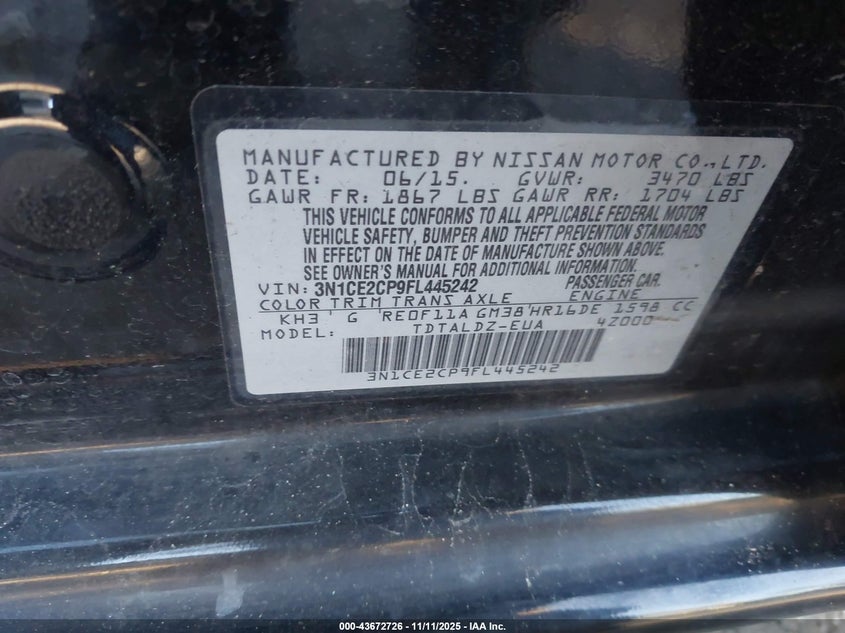 MANUFACTURED BY NISSAN MOTOR CO.,LTD.
DATE: 06/15. GVWR: 3470 LBS
GAWR FR: 1867 LBS GAWR RR: 1704 LBS
THIS VEHICLE CONFORMS TO ALL APPLICABLE FEDERAL MOTOR
VEHICLE SAFETY, BUMPER AND THEFT PREVENTION STANDARDS
IN EFFECT ON THE DATE OF MANUFACTURE SHOWN ABOVE.
SEE OWNER'S MANUAL FOR ADDITIONAL INFORMATION.
VIN: 3N1CE2CP9FL445242 PASSENGER CAR.
COLOR TRIM TRANS AXLE ENGINE
KH3 G RE0F11A GM38 HR16DE 1598 CC
MODEL: TDTALDZ-EUA 4Z000
3N1CE2CP9FL445242
000-43672726 - 11/11/2025 - IAA Inc.